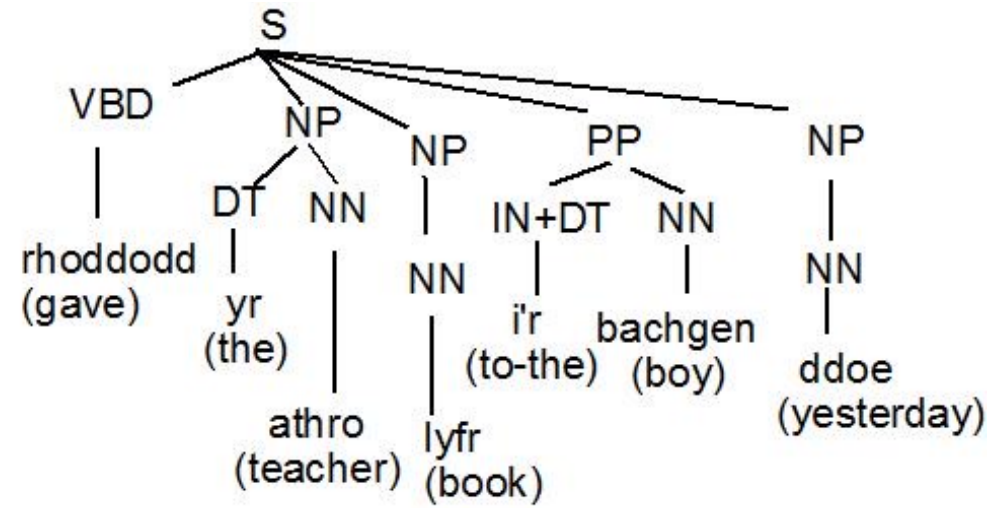 S
VBD NP NP PP NP
DT NN IN+DT NN
NN NN
rhoddodd
(gave)
yr
(the)
i'r
(to-the)
bachgen
(boy)
ddoe
(yesterday)
athro
(teacher)
lyfr
(book)